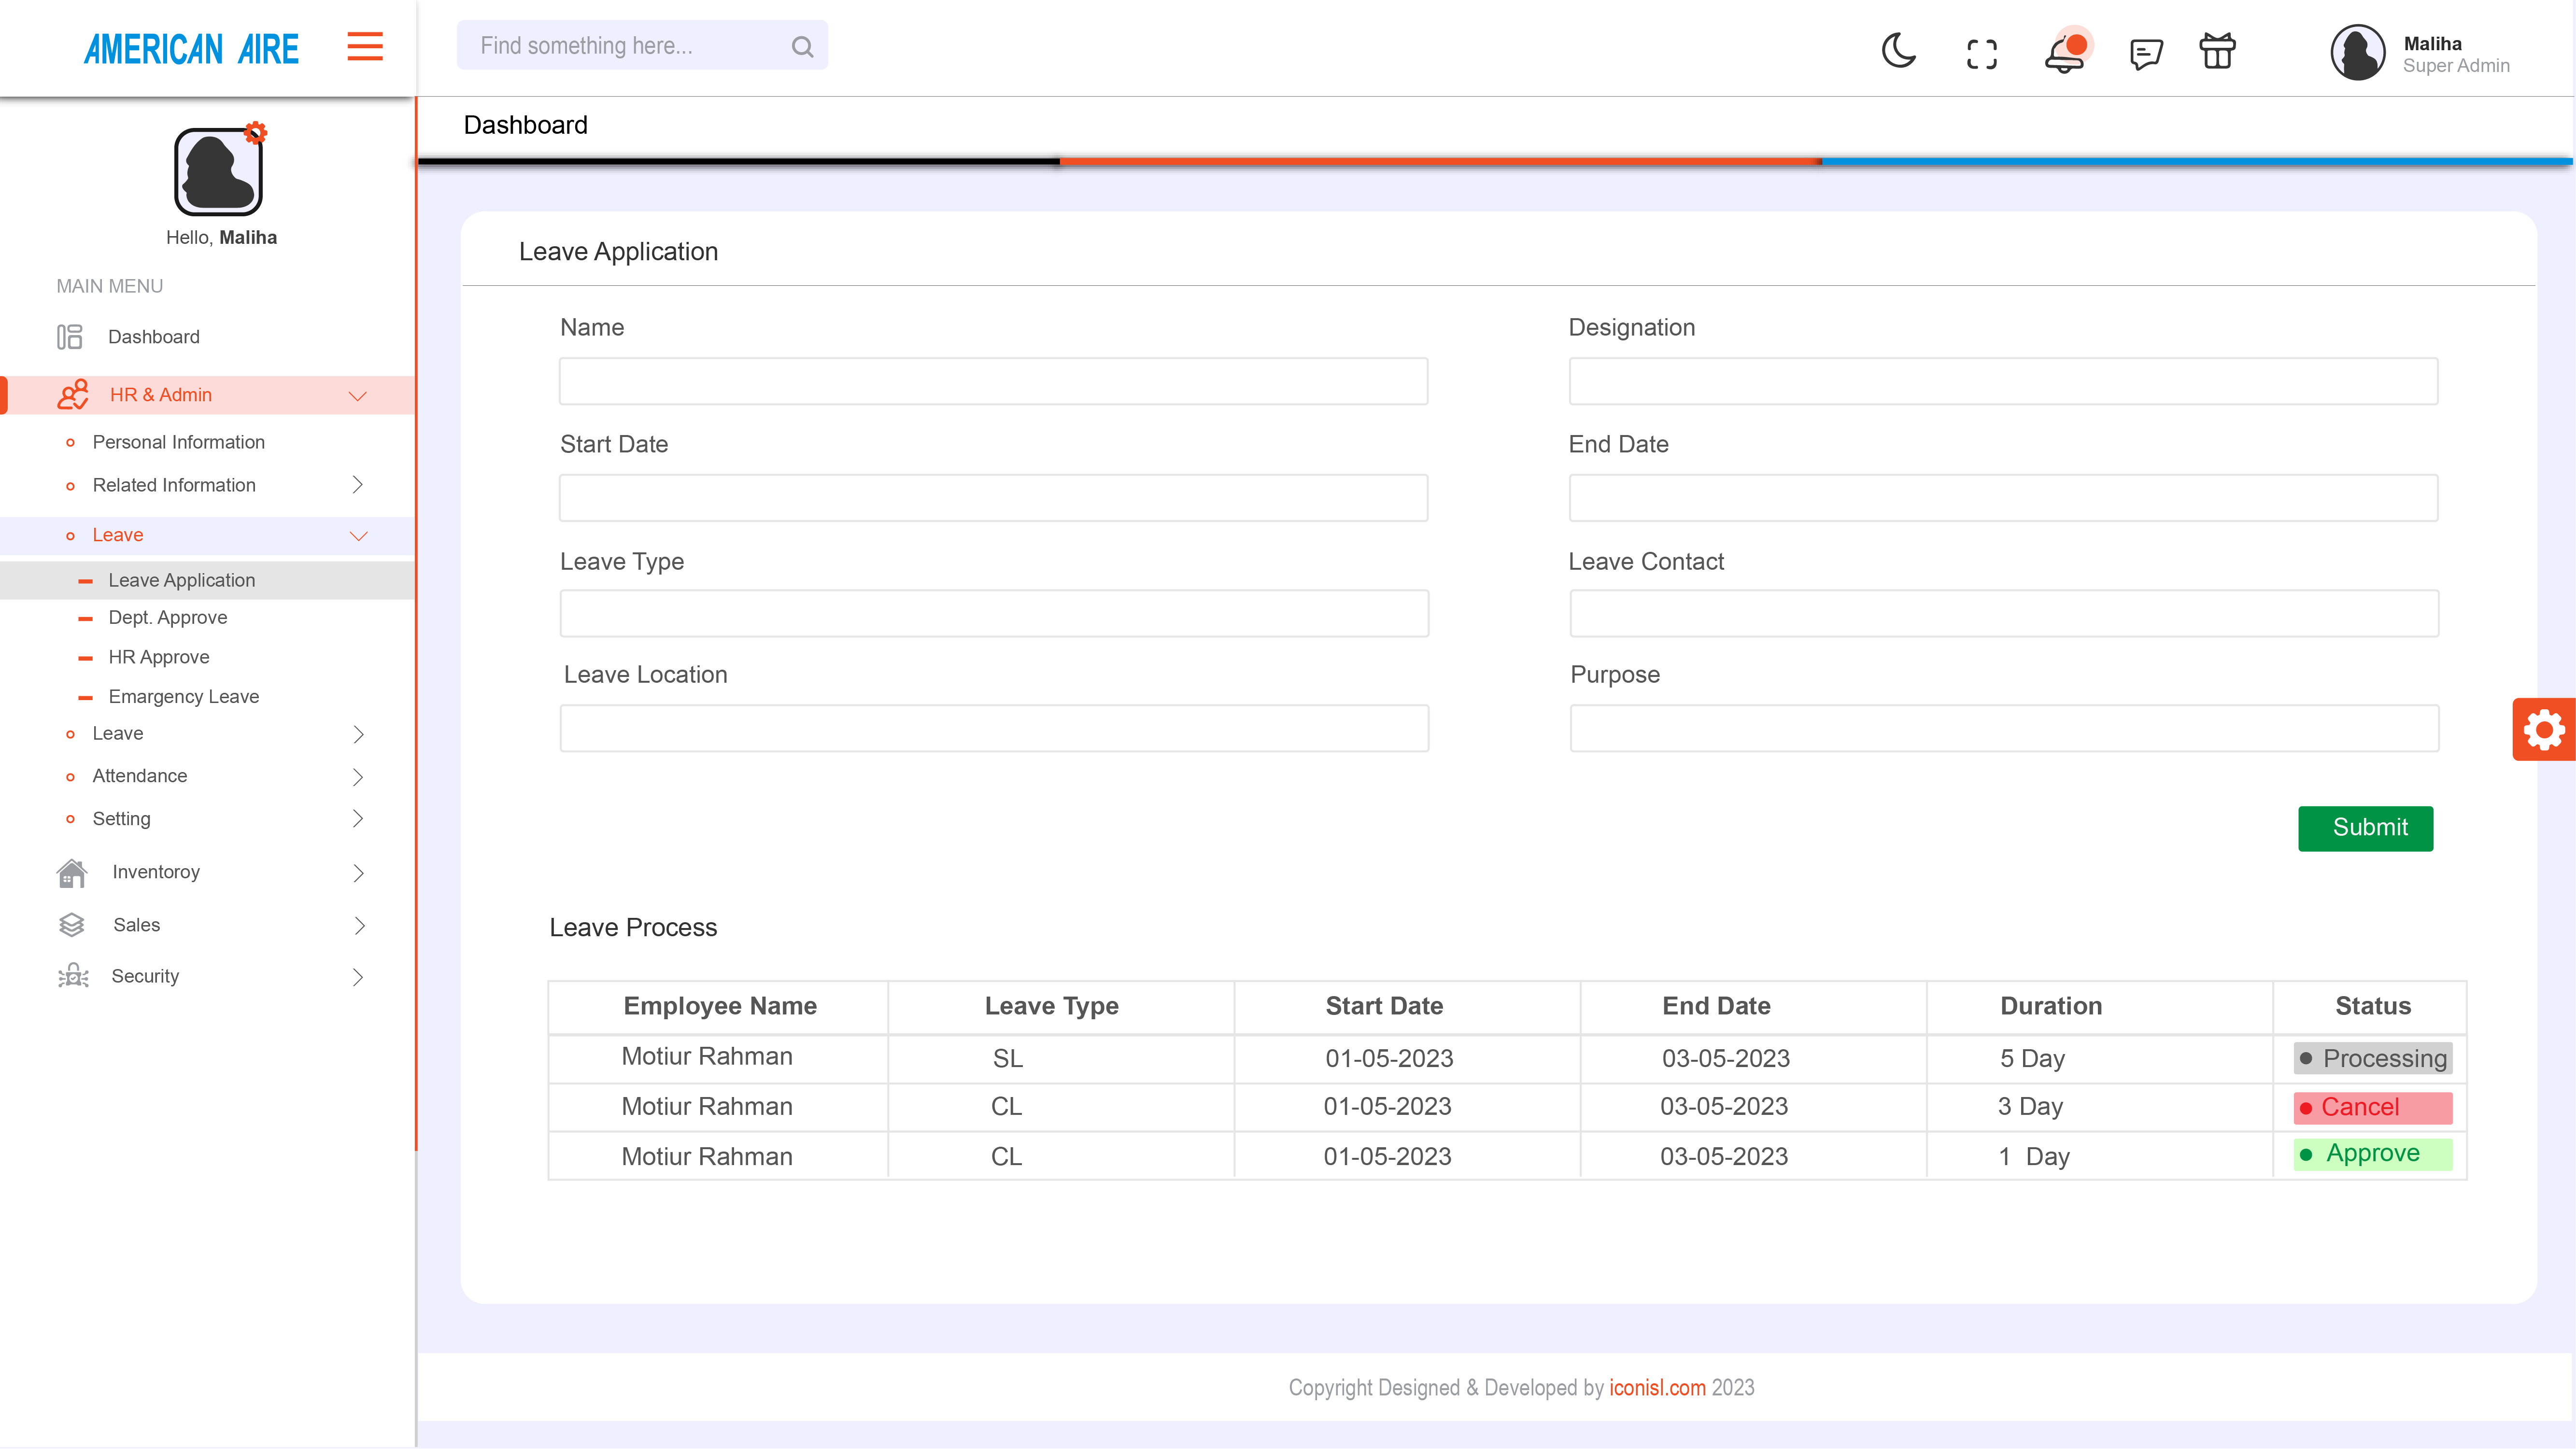 AMERICAN AIRE
Find something here...
Maliha
Super Admin
Dashboard
Hello, Maliha
MAIN MENU
Dashboard
HR & Admin
Personal Information
Related Information
Leave
Leave Application
Dept. Approve
HR Approve
Emargency Leave
Leave
Attendance
Setting
Inventoroy
Sales
Security
Leave Application
Name
Designation
Start Date
End Date
Leave Type
Leave Contact
Leave Location
Purpose
Submit
Leave Process
Employee Name Leave Type Start Date End Date Duration Status
Motiur Rahman SL 01-05-2023 03-05-2023 5 Day Processing
Motiur Rahman CL 01-05-2023 03-05-2023 3 Day Cancel
Motiur Rahman CL 01-05-2023 03-05-2023 1 Day Approve
Copyright Designed & Developed by iconisl.com 2023